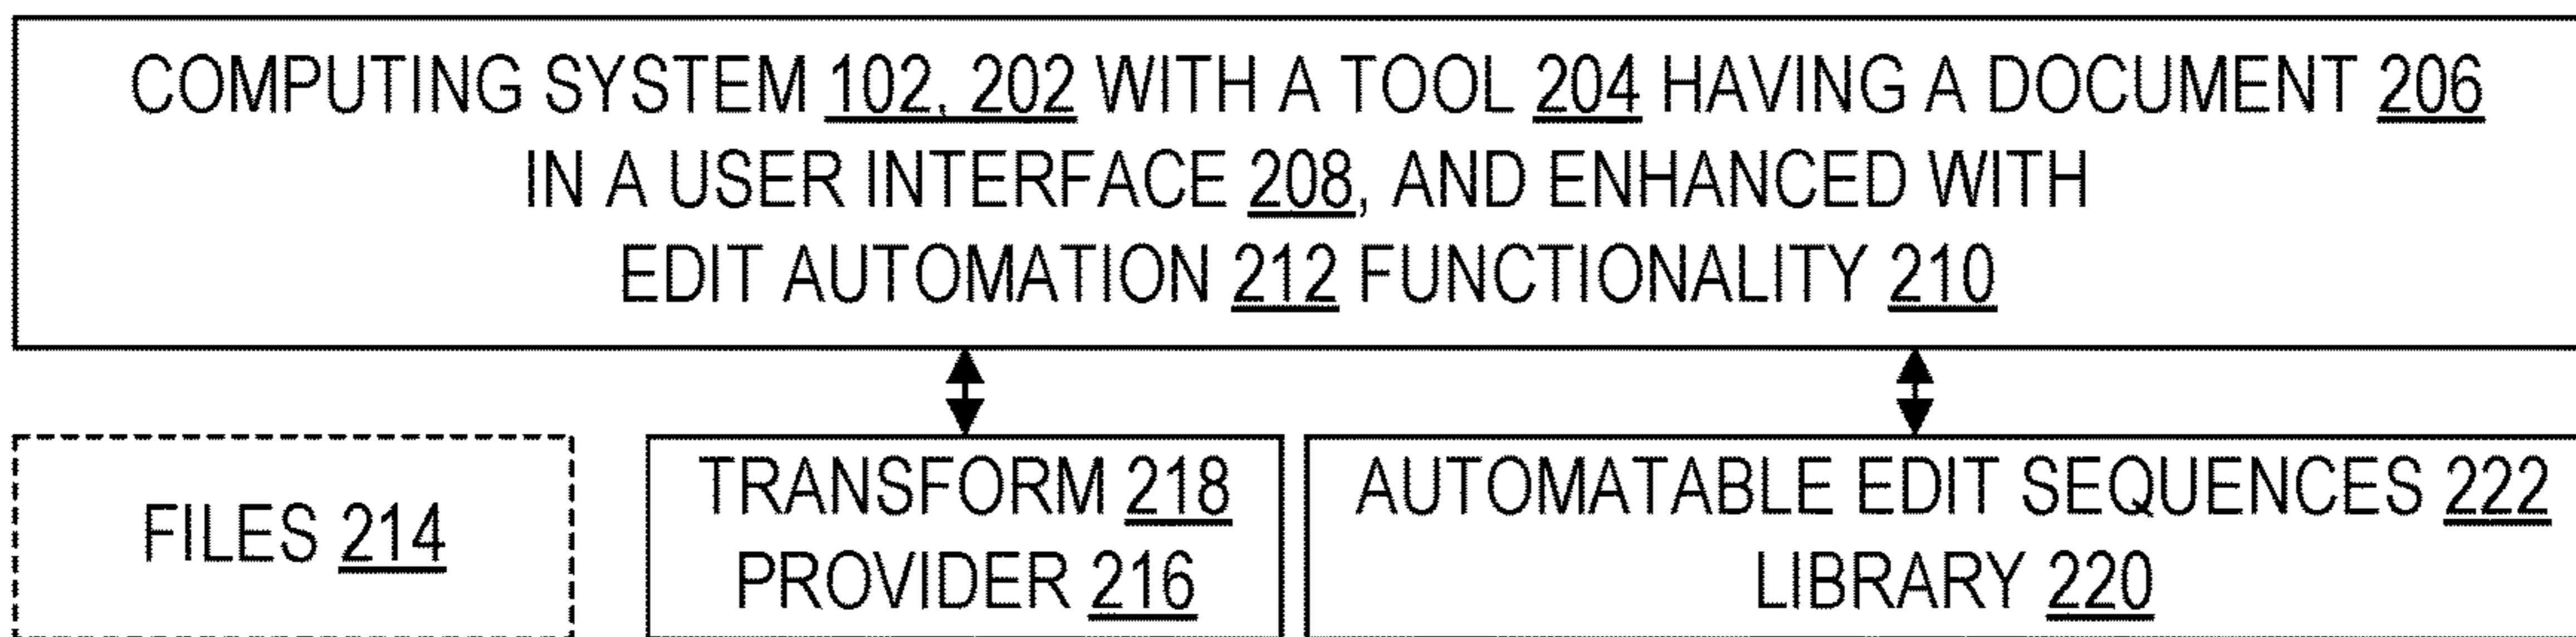 COMPUTING SYSTEM 102, 202 WITH A TOOL 204 HAVING A DOCUMENT 206
IN A USER INTERFACE 208, AND ENHANCED WITH
EDIT AUTOMATION 212 FUNCTIONALITY 210
FILES 214
TRANSFORM 218
PROVIDER 216
AUTOMATABLE EDIT SEQUENCES 222
LIBRARY 220